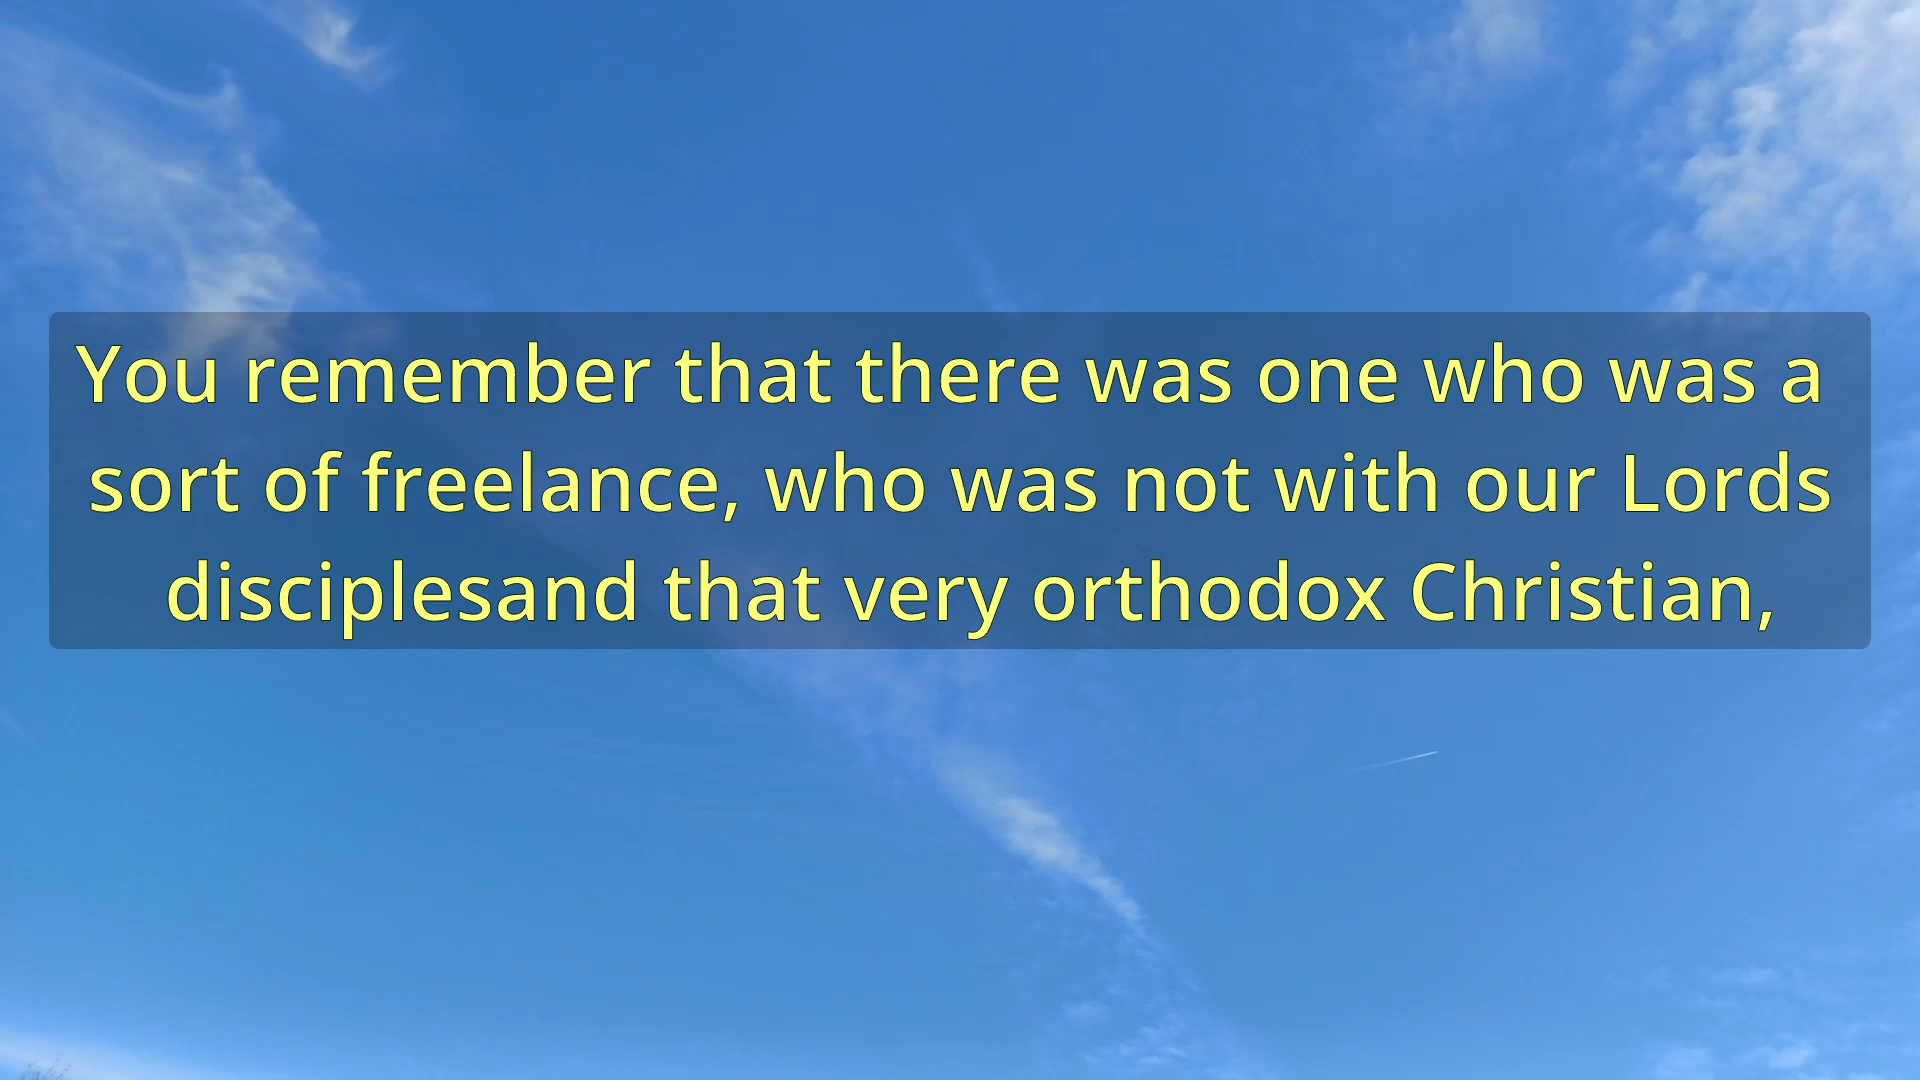 You remember that there was one who was a
sort of freelance, who was not with our Lords
disciplesand that very orthodox Christian,